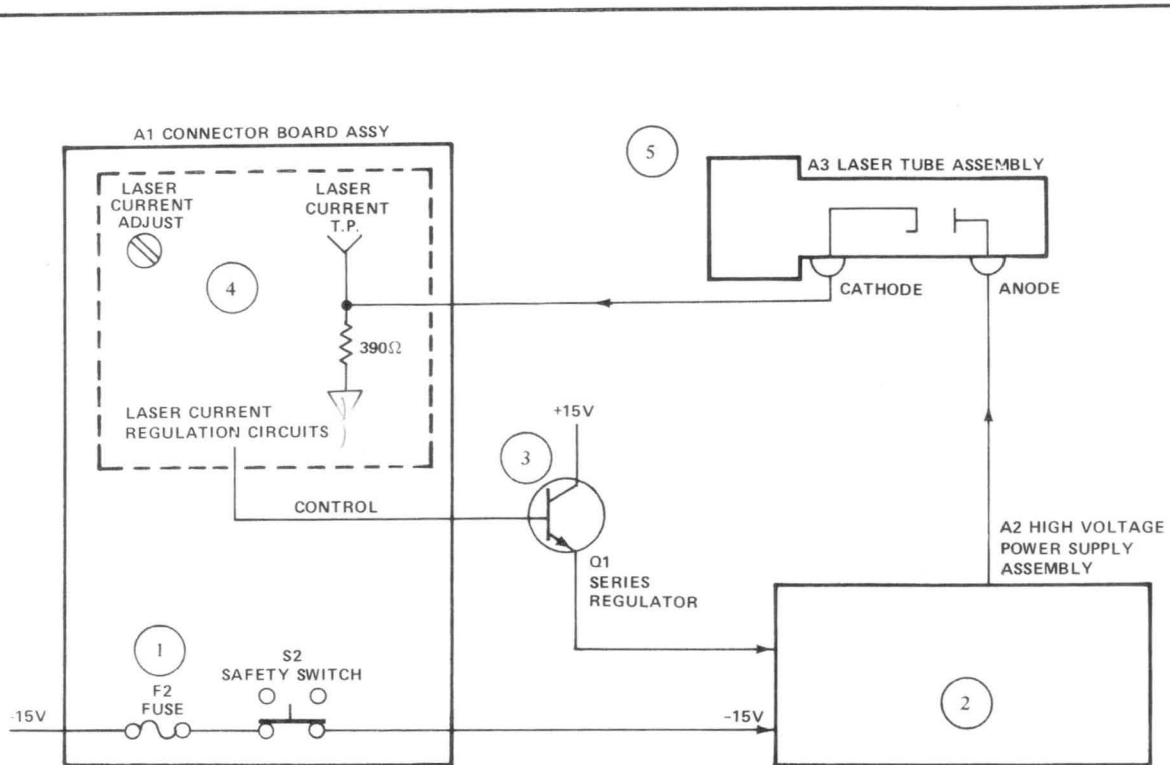 A1 CONNECTOR BOARD ASSY
LASER
CURRENT
ADJUST
LASER
CURRENT
T.P.
4
390Ω
LASER CURRENT
REGULATION CIRCUITS
5
A3 LASER TUBE ASSEMBLY
CATHODE
ANODE
+15V
3
CONTROL
Q1
SERIES
REGULATOR
A2 HIGH VOLTAGE
POWER SUPPLY
ASSEMBLY
1
F2
FUSE
S2
SAFETY SWITCH
-15V
−15V
2